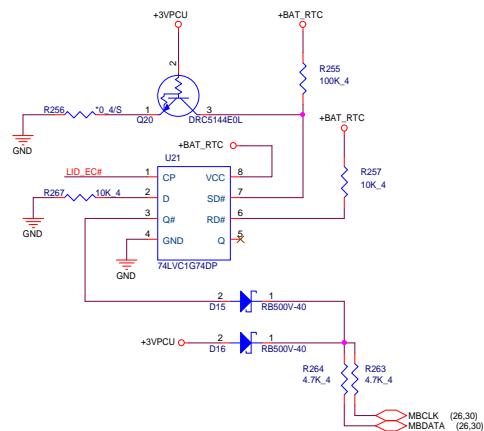 +3VPCU
+BAT_RTC
2
R255
100K_4
R256
*0_4/S
1
3
Q20
DRC5144E0L
+BAT_RTC
GND
+BAT_RTC
U21
LID_EC#
1
CP
VCC
8
R257
10K_4
R267
10K_4
2
D
SD#
7
3
Q#
RD#
6
GND
4
GND
Q
5
GND
74LVC1G74DP
2
1
D15
RB500V-40
+3VPCU
2
1
D16
RB500V-40
R264
4.7K_4
R263
4.7K_4
MBCLK (26,30)
MBDATA (26,30)